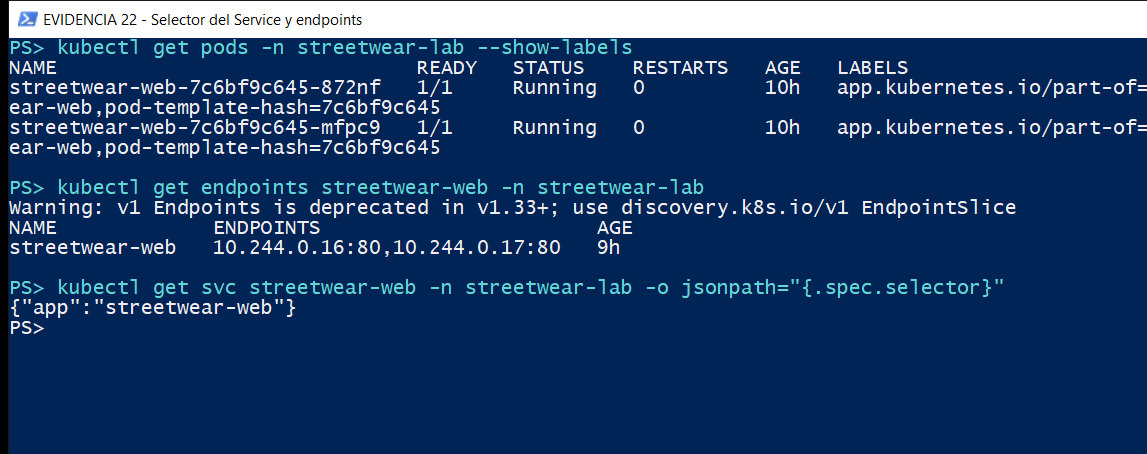 EVIDENCIA 22 - Selector del Service y endpoints
PS> kubectl get pods -n streetwear-lab --show-labels
NAME READY STATUS RESTARTS AGE LABELS
streetwear-web-7c6bf9c645-872nf 1/1 Running 0 10h app.kubernetes.io/part-of=
ear-web,pod-template-hash=7c6bf9c645
streetwear-web-7c6bf9c645-mfpc9 1/1 Running 0 10h app.kubernetes.io/part-of=
ear-web,pod-template-hash=7c6bf9c645
PS> kubectl get endpoints streetwear-web -n streetwear-lab
Warning: v1 Endpoints is deprecated in v1.33+; use discovery.k8s.io/v1 EndpointSlice
NAME ENDPOINTS AGE
streetwear-web 10.244.0.16:80,10.244.0.17:80 9h
PS> kubectl get svc streetwear-web -n streetwear-lab -o jsonpath="{.spec.selector}"
{"app":"streetwear-web"}
PS>